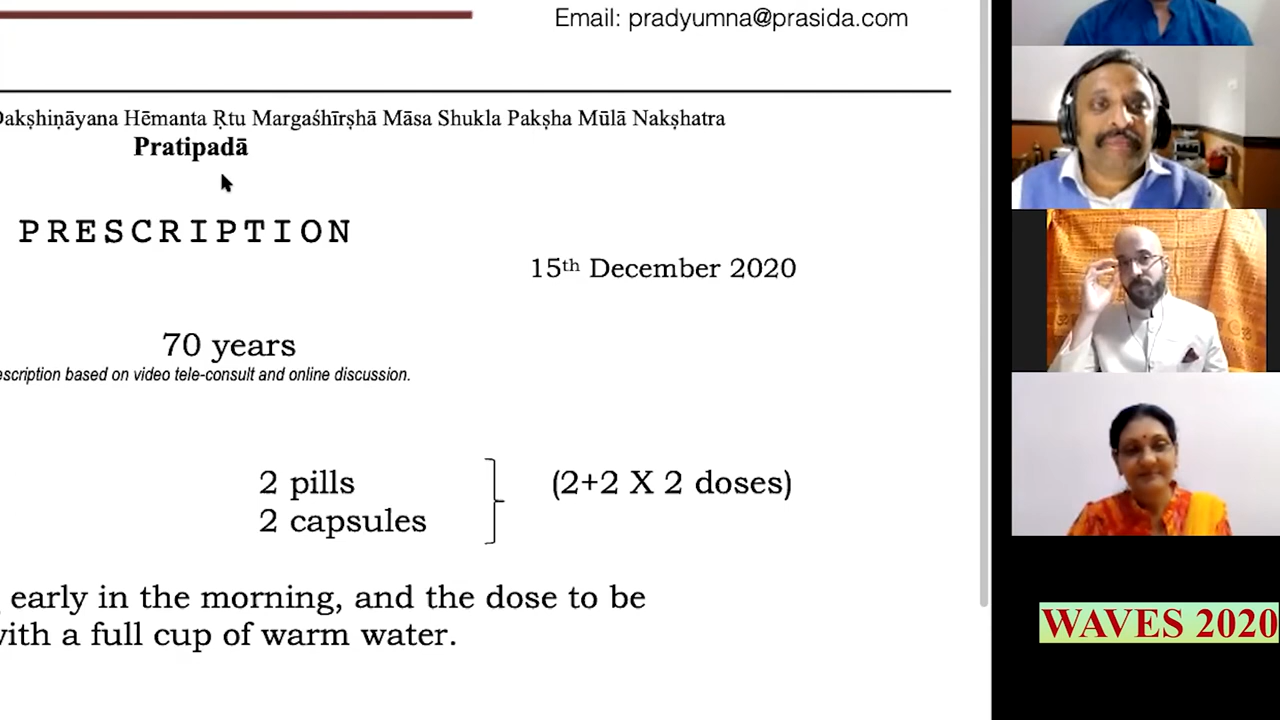 Email: pradyumna@prasida.com
Dakṣhiṇāyana Hēmanta Ṛtu Margaśhīrṣhā Māsa Shukla Pakṣha Mūlā Nakṣhatra
Pratipadā
PRESCRIPTION
15th December 2020
70 years
escription based on video tele-consult and online discussion.
2 pills
2 capsules
(2+2 X 2 doses)
early in the morning, and the dose to be
with a full cup of warm water.
WAVES 2020